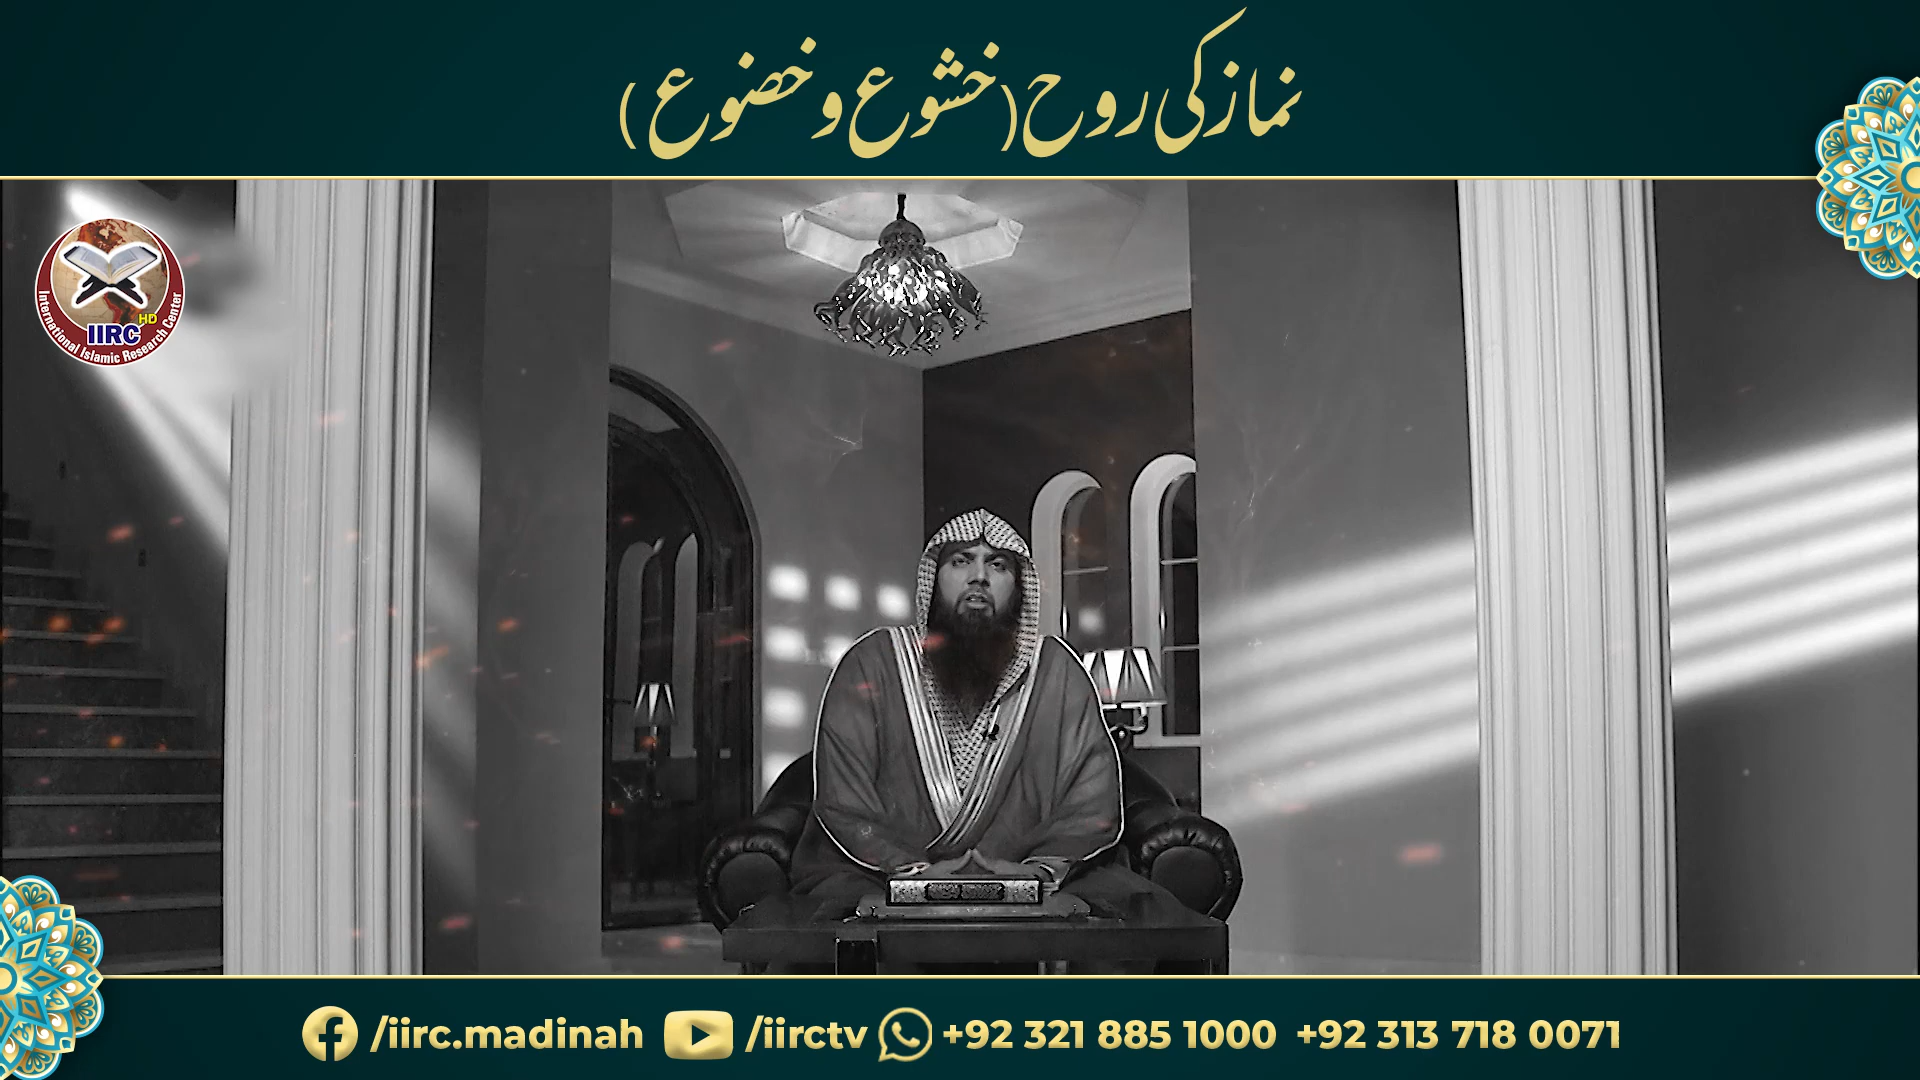 نماز کی روح (خشوع و خضوع)
International Islamic Research Center
IIRC HD
/iirc.madinah /iirctv +92 321 885 1000 +92 313 718 0071